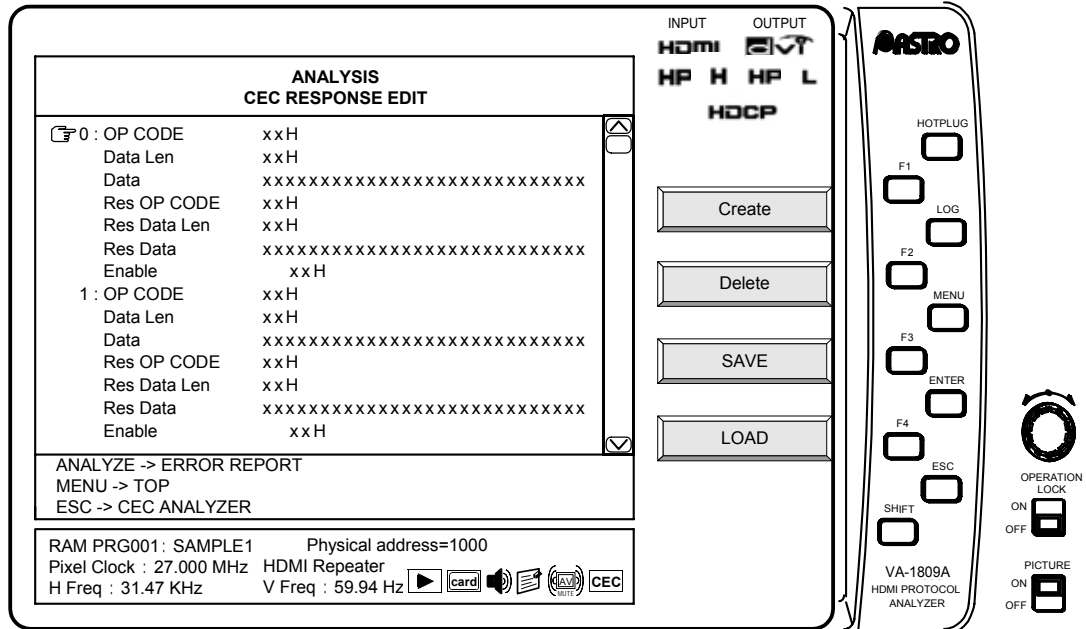 ANALYSIS
CEC RESPONSE EDIT
0 : OP CODE xxH
Data Len xxH
Data xxxxxxxxxxxxxxxxxxxxxxxxxxxx
Res OP CODE xxH
Res Data Len xxH
Res Data xxxxxxxxxxxxxxxxxxxxxxxxxxxx
Enable xxH
1 : OP CODE xxH
Data Len xxH
Data xxxxxxxxxxxxxxxxxxxxxxxxxxxx
Res OP CODE xxH
Res Data Len xxH
Res Data xxxxxxxxxxxxxxxxxxxxxxxxxxxx
Enable xxH
ANALYZE -> ERROR REPORT
MENU -> TOP
ESC -> CEC ANALYZER
RAM PRG001 : SAMPLE1 Physical address=1000
Pixel Clock : 27.000 MHz HDMI Repeater
H Freq : 31.47 KHz V Freq : 59.94 Hz
card
AV
MUTE
CEC
INPUT OUTPUT
HDMI DVI
HP H HP L
HDCP
Create
Delete
SAVE
LOAD
ASTRO
HOTPLUG
F1
LOG
F2
MENU
F3
ENTER
F4
ESC
SHIFT
VA-1809A
HDMI PROTOCOL
ANALYZER
OPERATION
LOCK
ON
OFF
PICTURE
ON
OFF